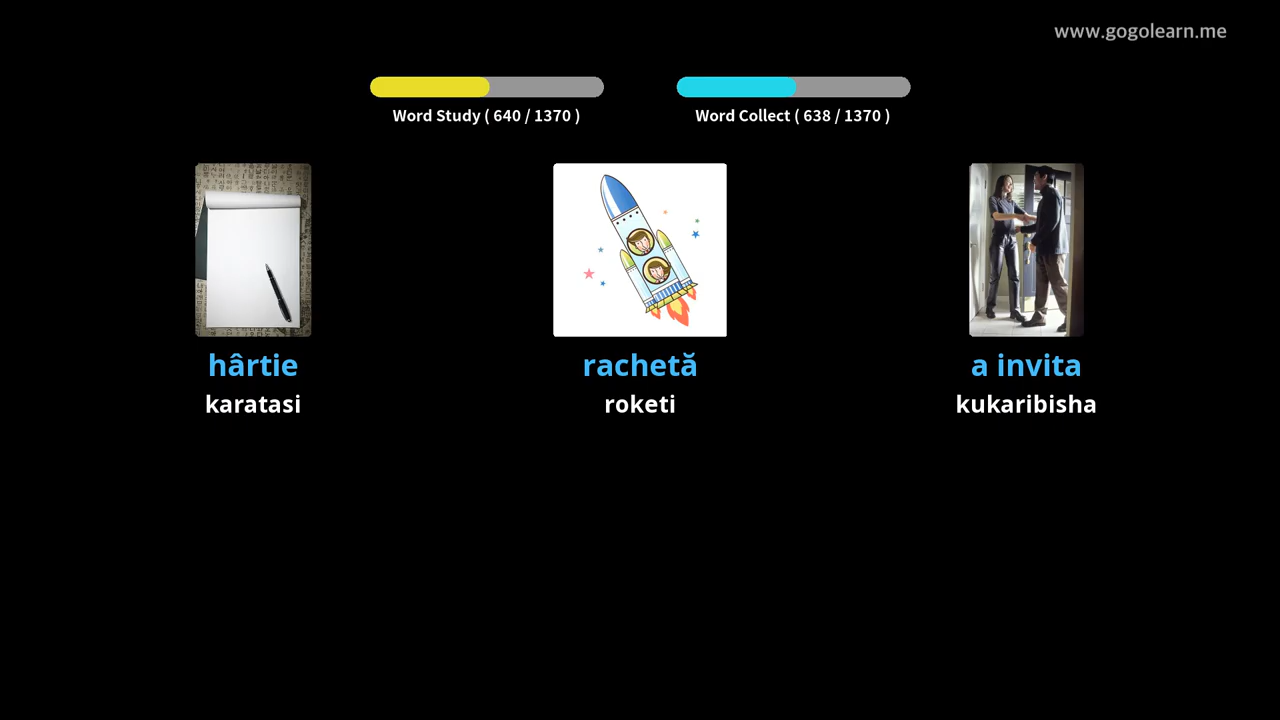 www.gogolearn.me
Word Study ( 640 / 1370 )
Word Collect ( 638 / 1370 )
hârtie
rachetă
a invita
karatasi
roketi
kukaribisha